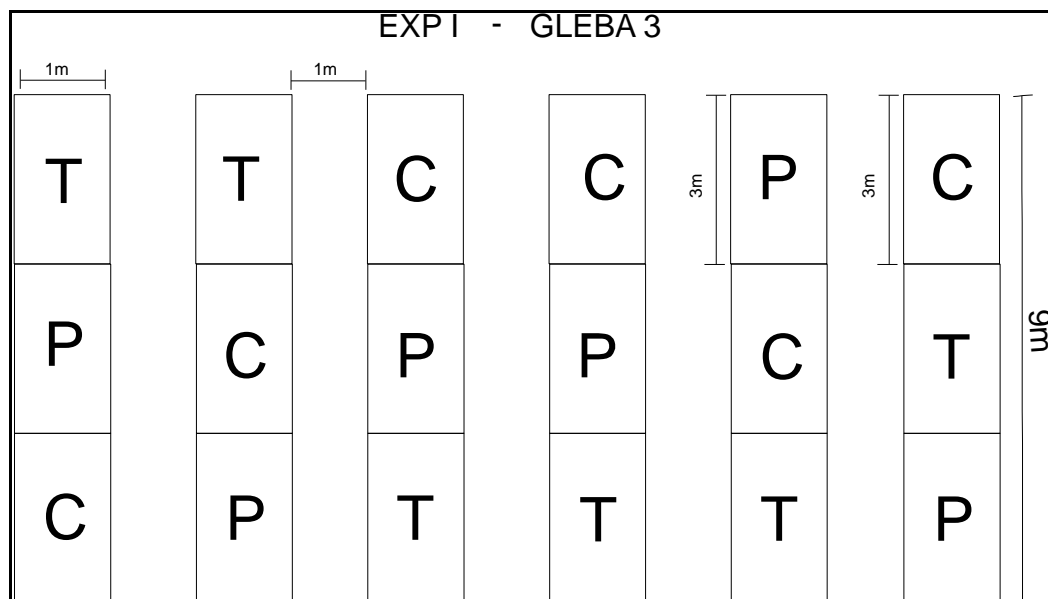 EXP I - GLEBA 3
1m 1m
T T C C P C
3m 3m
P C P P C T
9m
C P T T T P